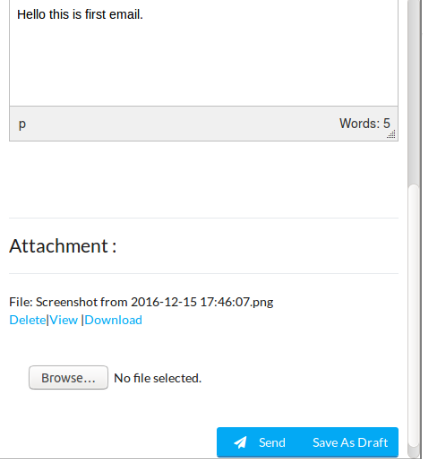 Hello this is first email.
p Words: 5
Attachment :
File: Screenshot from 2016-12-15 17:46:07.png
Delete|View |Download
Browse... No file selected.
Send Save As Draft